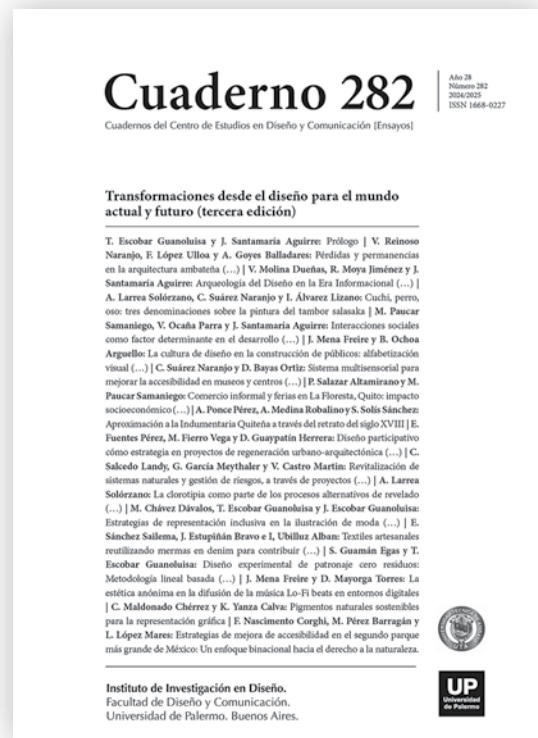 Cuaderno 282
Año 28
Número 282
2024/2025
ISSN 1668-0227
Cuadernos del Centro de Estudios en Diseño y Comunicación [Ensayos]
Transformaciones desde el diseño para el mundo
actual y futuro (tercera edición)
T. Escobar Guanoluisa y J. Santamaría Aguirre: Prólogo | V. Reinoso
Naranjo, F. López Ulloa y A. Goyes Balladares: Pérdidas y permanencias
en la arquitectura ambateña (…) | V. Molina Dueñas, R. Moya Jiménez y J.
Santamaría Aguirre: Arqueología del Diseño en la Era Informacional (…) |
A. Larrea Solórzano, C. Suárez Naranjo y I. Álvarez Lizano: Cuchi, perro,
oso: tres denominaciones sobre la pintura del tambor salasaka | M. Paucar
Samaniego, V. Ocaña Parra y J. Santamaría Aguirre: Interacciones sociales
como factor determinante en el desarrollo (…) | J. Mena Freire y B. Ochoa
Arguello: La cultura de diseño en la construcción de públicos: alfabetización
visual (…) | C. Suárez Naranjo y D. Bayas Ortiz: Sistema multisensorial para
mejorar la accesibilidad en museos y centros (…) | P. Salazar Altamirano y M.
Paucar Samaniego: Comercio informal y ferias en La Floresta, Quito: impacto
socioeconómico (…) | A. Ponce Pérez, A. Medina Robalino y S. Solís Sánchez:
Aproximación a la Indumentaria Quiteña a través del retrato del siglo XVIII | E.
Fuentes Pérez, M. Fierro Vega y D. Guaypatín Herrera: Diseño participativo
cómo estrategia en proyectos de regeneración urbano-arquitectónica (…) | C.
Salcedo Landy, G. García Meythaler y V. Castro Martin: Revitalización de
sistemas naturales y gestión de riesgos, a través de proyectos (…) | A. Larrea
Solórzano: La clorotipia como parte de los procesos alternativos de revelado
(…) | M. Chávez Dávalos, T. Escobar Guanoluisa y J. Escobar Guanoluisa:
Estrategias de representación inclusiva en la ilustración de moda (…) | E.
Sánchez Sailema, J. Estupiñán Bravo e I, Ubilluz Alban: Textiles artesanales
reutilizando mermas en denim para contribuir (…) | S. Guamán Egas y T.
Escobar Guanoluisa: Diseño experimental de patronaje cero residuos:
Metodología lineal basada (…) | J. Mena Freire y D. Mayorga Torres: La
estética anónima en la difusión de la música Lo-Fi beats en entornos digitales
| C. Maldonado Chérrez y K. Yanza Calva: Pigmentos naturales sostenibles
para la representación gráfica | F. Nascimento Corghi, M. Pérez Barragán y
L. López Mares: Estrategias de mejora de accesibilidad en el segundo parque
más grande de México: Un enfoque binacional hacia el derecho a la naturaleza.
Instituto de Investigación en Diseño.
Facultad de Diseño y Comunicación.
Universidad de Palermo. Buenos Aires.
UP
Universidad
de Palermo